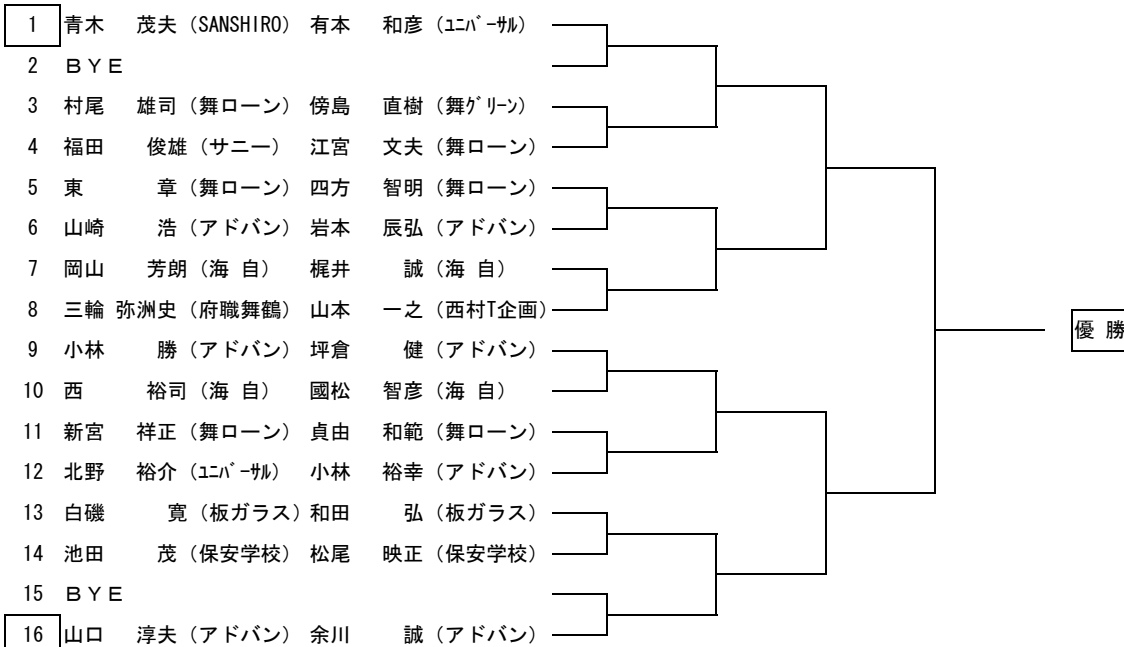 1 青木 茂夫（SANSHIRO） 有本 和彦（ﾕﾆﾊﾞｰｻﾙ）
2 ＢＹＥ
3 村尾 雄司（舞ローン） 傍島 直樹（舞ｸﾞﾘｰﾝ）
4 福田 俊雄（サニー） 江宮 文夫（舞ローン）
5 東 章（舞ローン） 四方 智明（舞ローン）
6 山崎 浩（アドバン） 岩本 辰弘（アドバン）
7 岡山 芳朗（海 自） 梶井 誠（海 自）
8 三輪 弥洲史（府職舞鶴） 山本 一之（西村T企画）
優 勝
9 小林 勝（アドバン） 坪倉 健（アドバン）
10 西 裕司（海 自） 國松 智彦（海 自）
11 新宮 祥正（舞ローン） 貞由 和範（舞ローン）
12 北野 裕介（ﾕﾆﾊﾞｰｻﾙ） 小林 裕幸（アドバン）
13 白磯 寛（板ガラス） 和田 弘（板ガラス）
14 池田 茂（保安学校） 松尾 映正（保安学校）
15 ＢＹＥ
16 山口 淳夫（アドバン） 余川 誠（アドバン）